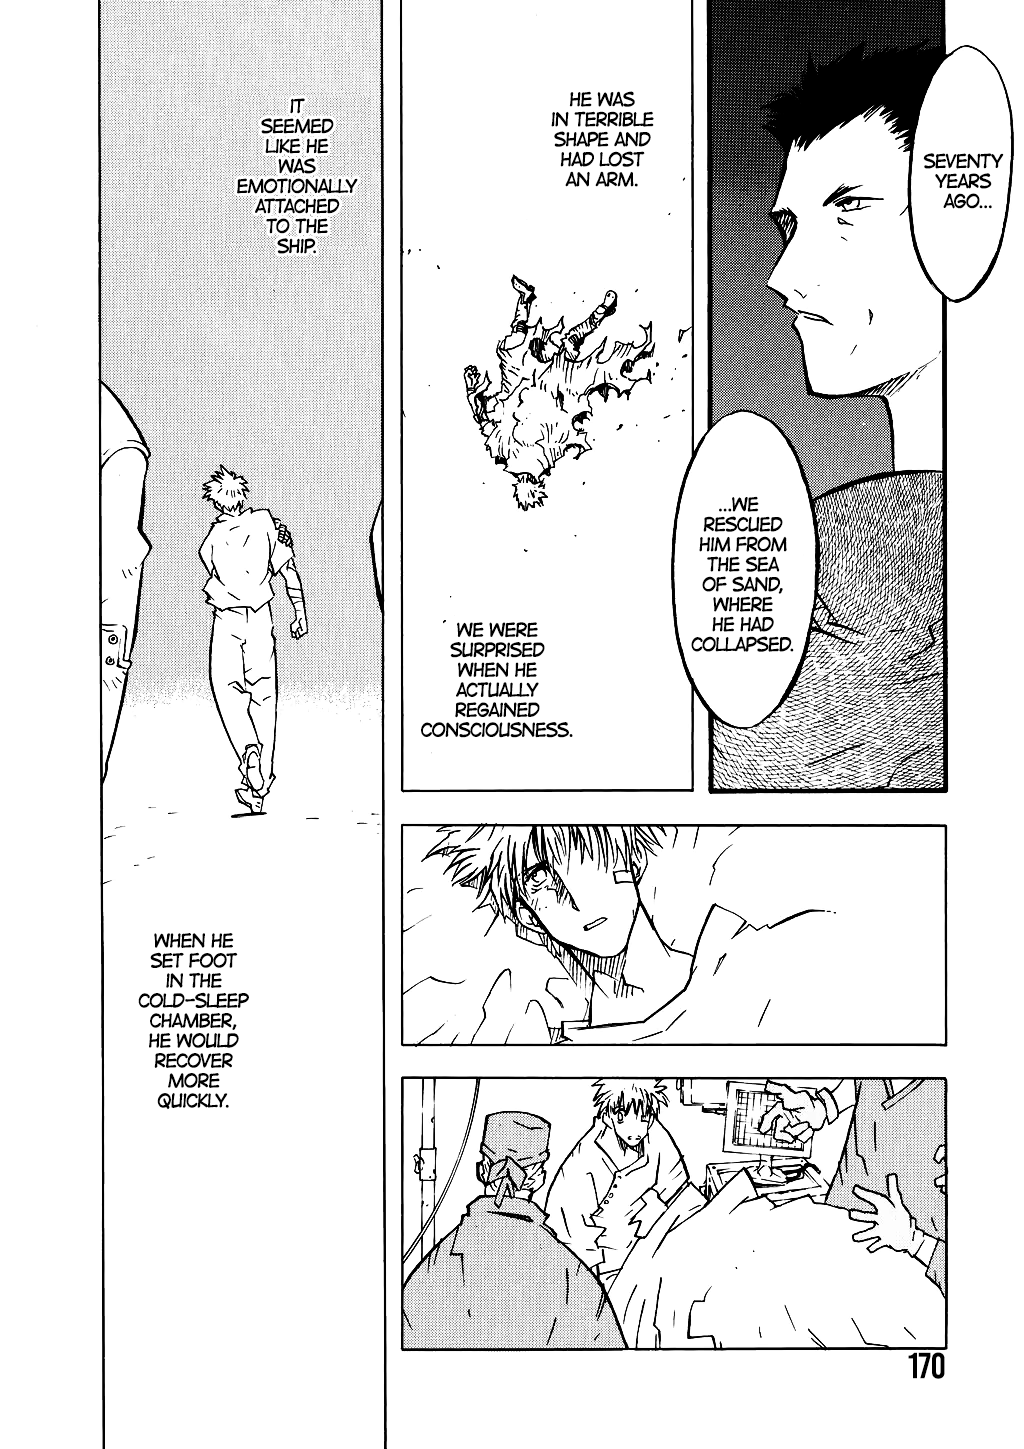 SEVENTY
YEARS
AGO...
...WE
RESCUED
HIM FROM
THE SEA
OF SAND,
WHERE
HE HAD
COLLAPSED.
HE WAS
IN TERRIBLE
SHAPE AND
HAD LOST
AN ARM.
WE WERE
SURPRISED
WHEN HE
ACTUALLY
REGAINED
CONSCIOUSNESS.
IT
SEEMED
LIKE HE
WAS
EMOTIONALLY
ATTACHED
TO THE
SHIP.
WHEN HE
SET FOOT
IN THE
COLD-SLEEP
CHAMBER,
HE WOULD
RECOVER
MORE
QUICKLY.
170